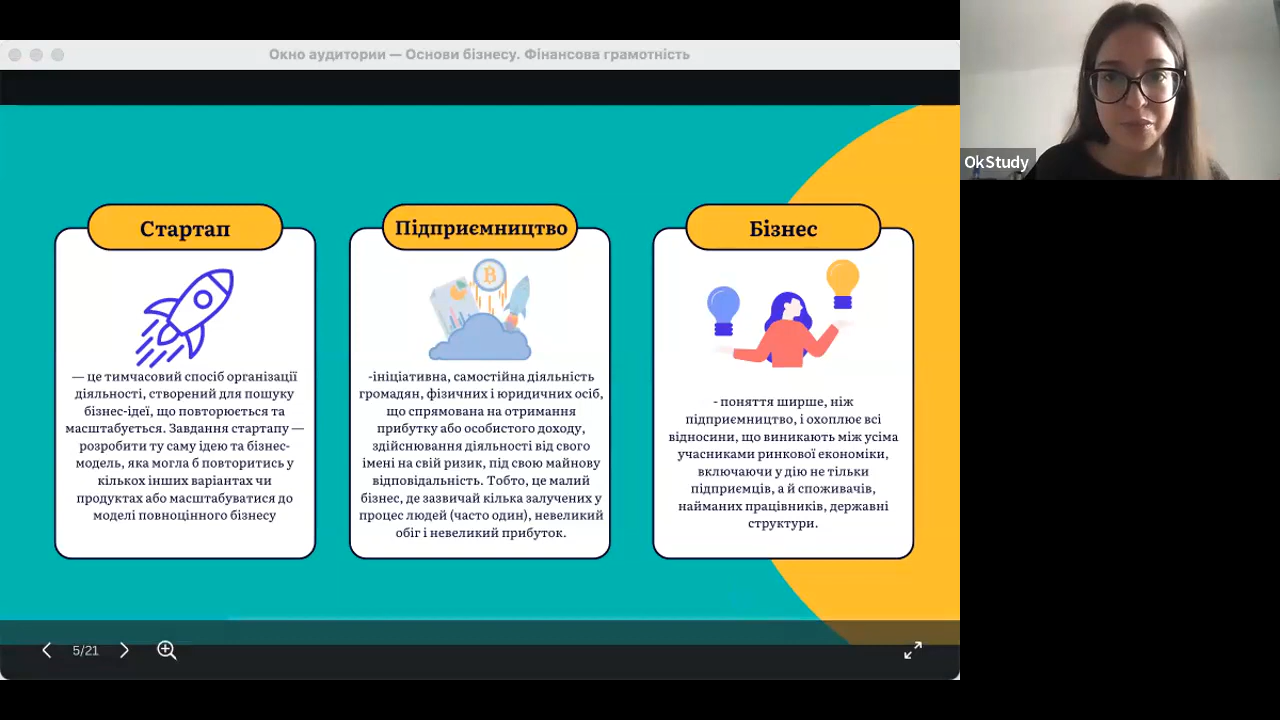 Окно аудитории — Основи бізнесу. Фінансова грамотність
OkStudy
Стартап
— це тимчасовий спосіб організації
діяльності, створений для пошуку
бізнес-ідеї, що повторюється та
масштабується. Завдання стартапу —
розробити ту саму ідею та бізнес-
модель, яка могла б повторитись у
кількох інших варіантах чи
продуктах або масштабуватися до
моделі повноцінного бізнесу
Підприємництво
-ініціативна, самостійна діяльність
громадян, фізичних і юридичних осіб,
що спрямована на отримання
прибутку або особистого доходу,
здійснювання діяльності від свого
імені на свій ризик, під свою майнову
відповідальність. Тобто, це малий
бізнес, де зазвичай кілька залучених у
процес людей (часто один), невеликий
обіг і невеликий прибуток.
Бізнес
- поняття ширше, ніж
підприємництво, і охоплює всі
відносини, що виникають між усіма
учасниками ринкової економіки,
включаючи у дію не тільки
підприємців, а й споживачів,
найманих працівників, державні
структури.
5/21